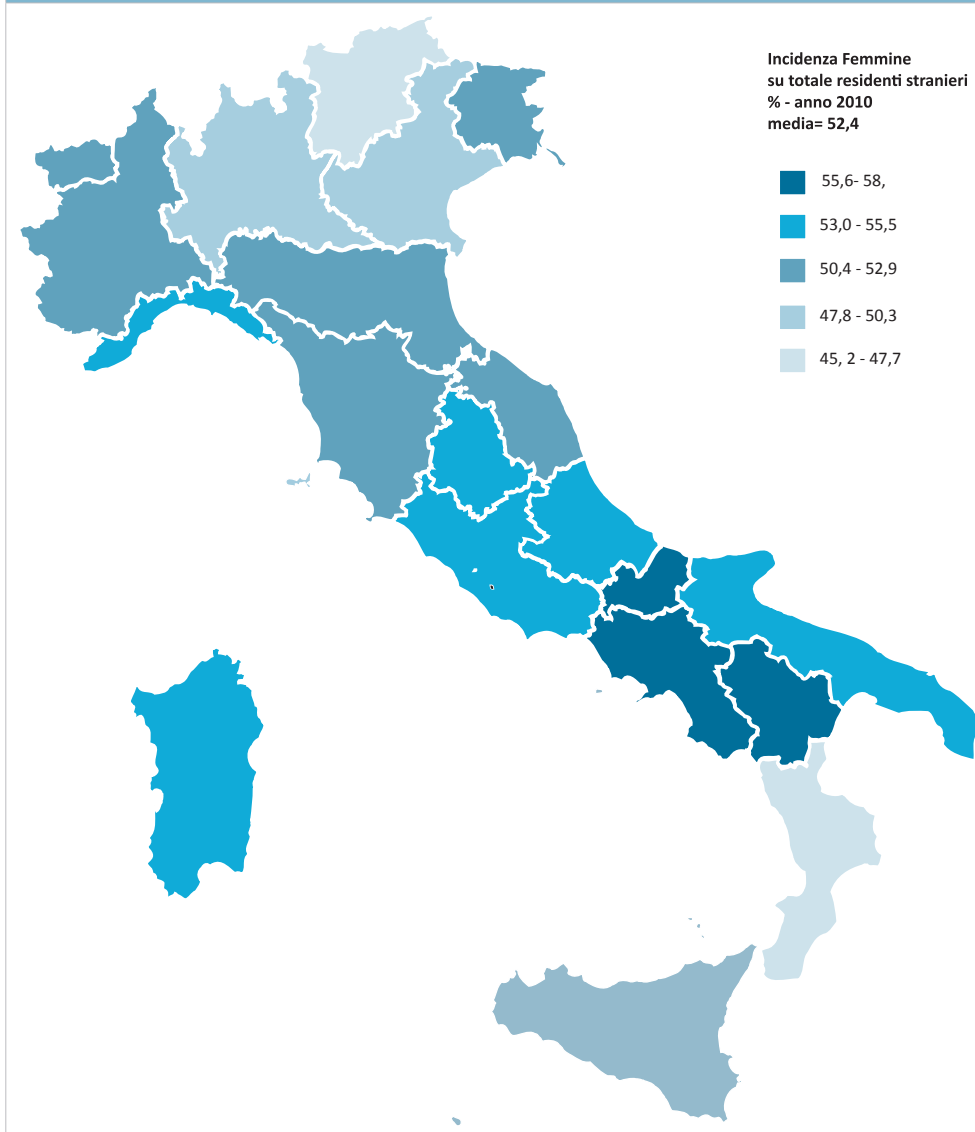 Incidenza Femmine
su totale residenti stranieri
% - anno 2010
media= 52,4
55,6- 58,
53,0 - 55,5
50,4 - 52,9
47,8 - 50,3
45, 2 - 47,7